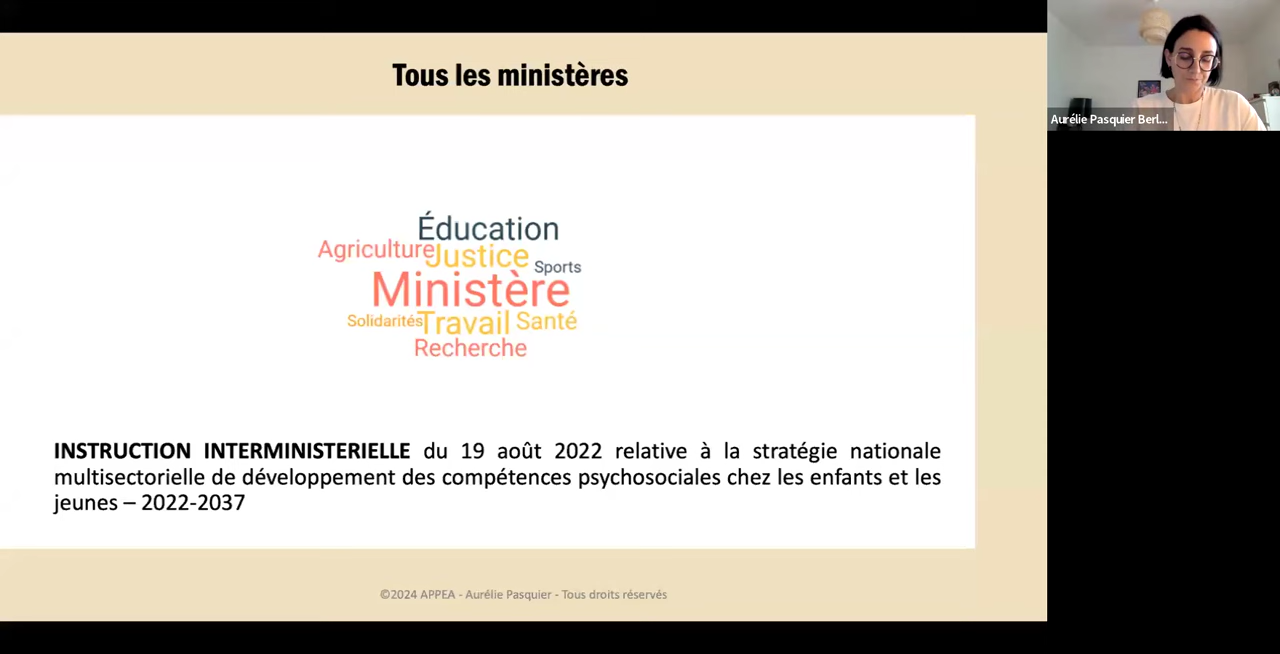 Tous les ministères
Aurélie Pasquier Berl...
Éducation
Agriculture
Justice
Sports
Ministère
Solidarités
Travail
Santé
Recherche
INSTRUCTION INTERMINISTERIELLE du 19 août 2022 relative à la stratégie nationale
multisectorielle de développement des compétences psychosociales chez les enfants et les
jeunes – 2022-2037
©2024 APPEA - Aurélie Pasquier - Tous droits réservés